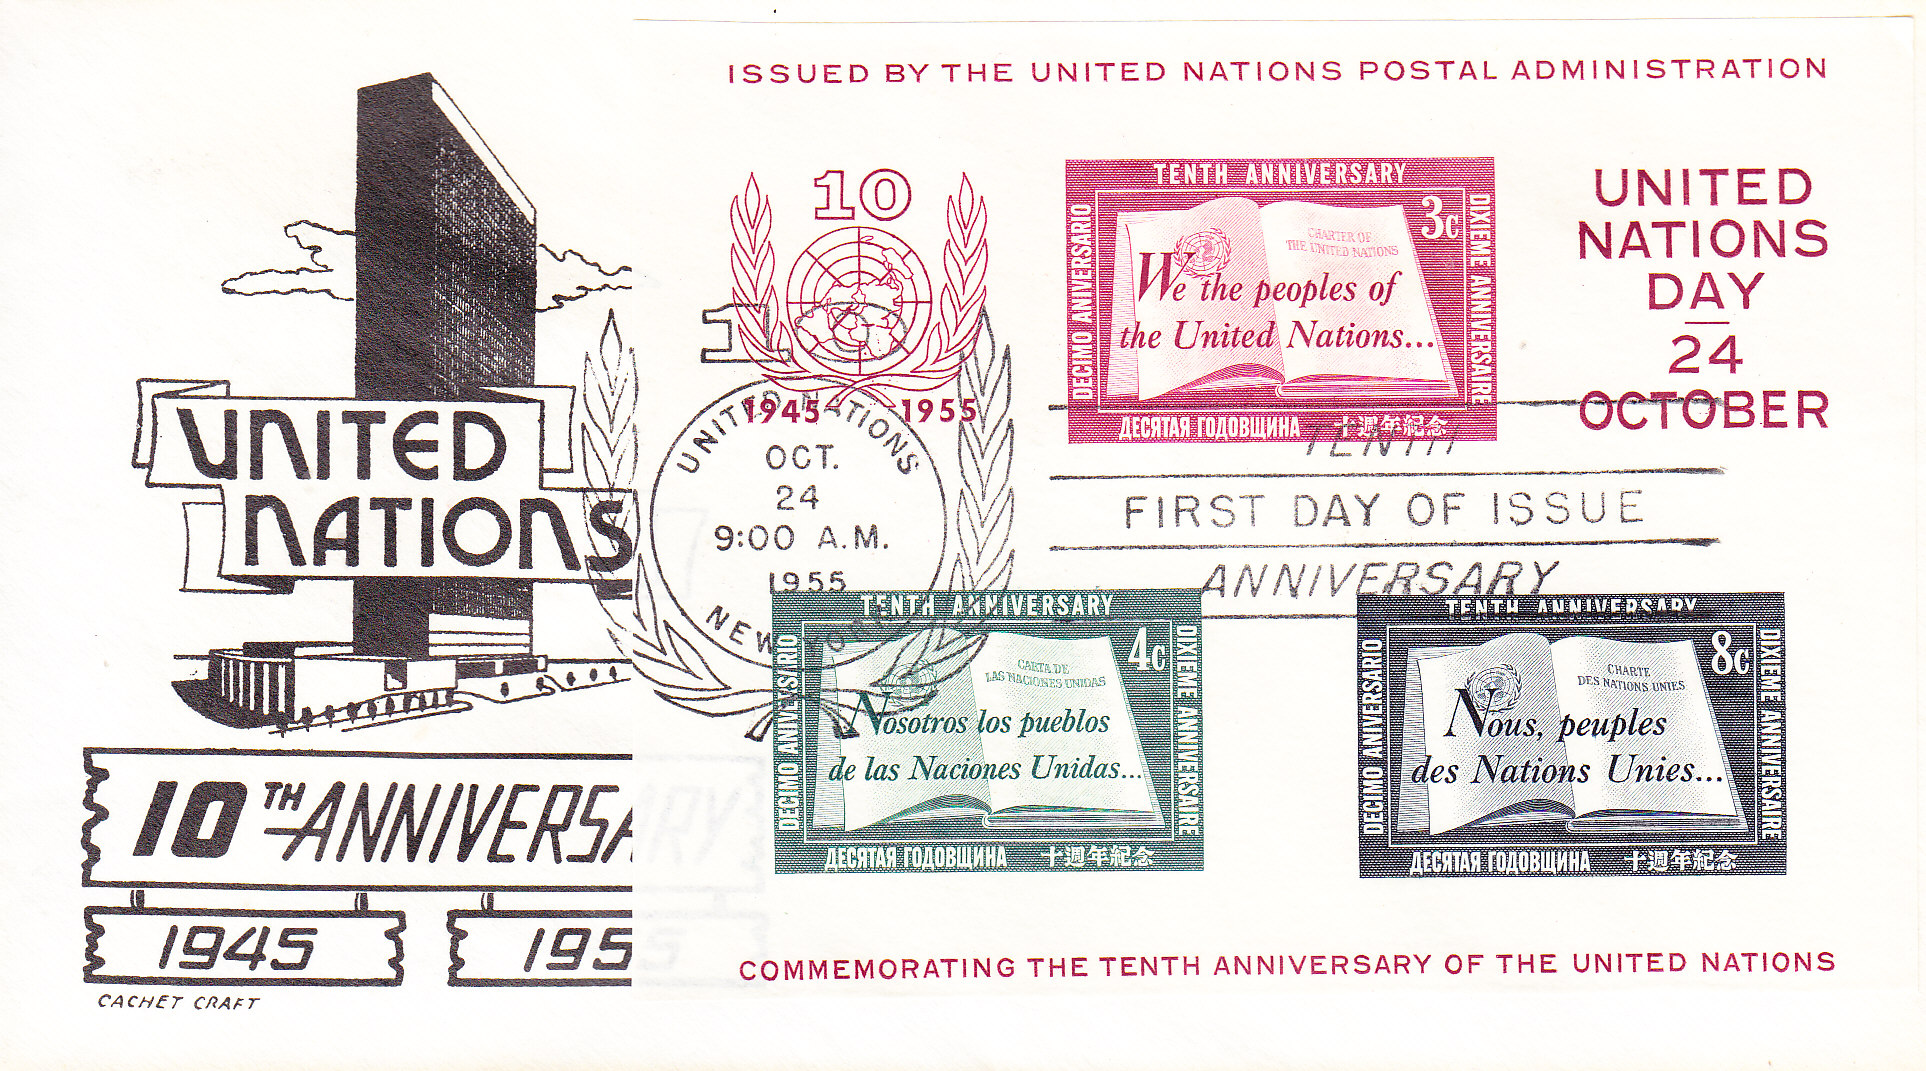 ISSUED BY THE UNITED NATIONS POSTAL ADMINISTRATION
UNITED
NATIONS
10TH ANNIVERSA
1945
195
CACHET CRAFT
10
1945 1955
10
UNITED NATIONS
OCT.
24
9:00 A.M.
1955
NEW YORK
TENTH ANNIVERSARY
DECIMO ANIVERSARIO
3c
CHARTER OF
THE UNITED NATIONS
We the peoples of
the United Nations...
DIXIEME ANNIVERSAIRE
ДЕСЯТАЯ ГОДОВЩИНА 十週年紀念
UNITED
NATIONS
DAY
24
OCTOBER
TENTH
FIRST DAY OF ISSUE
ANNIVERSARY
TENTH ANNIVERSARY
DECIMO ANIVERSARIO
4c
CARTA DE
LAS NACIONES UNIDAS
Nosotros los pueblos
de las Naciones Unidas...
DIXIEME ANNIVERSAIRE
ДЕСЯТАЯ ГОДОВЩИНА 十週年紀念
TENTH ANNIVERSARY
DECIMO ANIVERSARIO
8c
CHARTE
DES NATIONS UNIES
Nous, peuples
des Nations Unies...
DIXIEME ANNIVERSAIRE
ДЕСЯТАЯ ГОДОВЩИНА 十週年紀念
COMMEMORATING THE TENTH ANNIVERSARY OF THE UNITED NATIONS